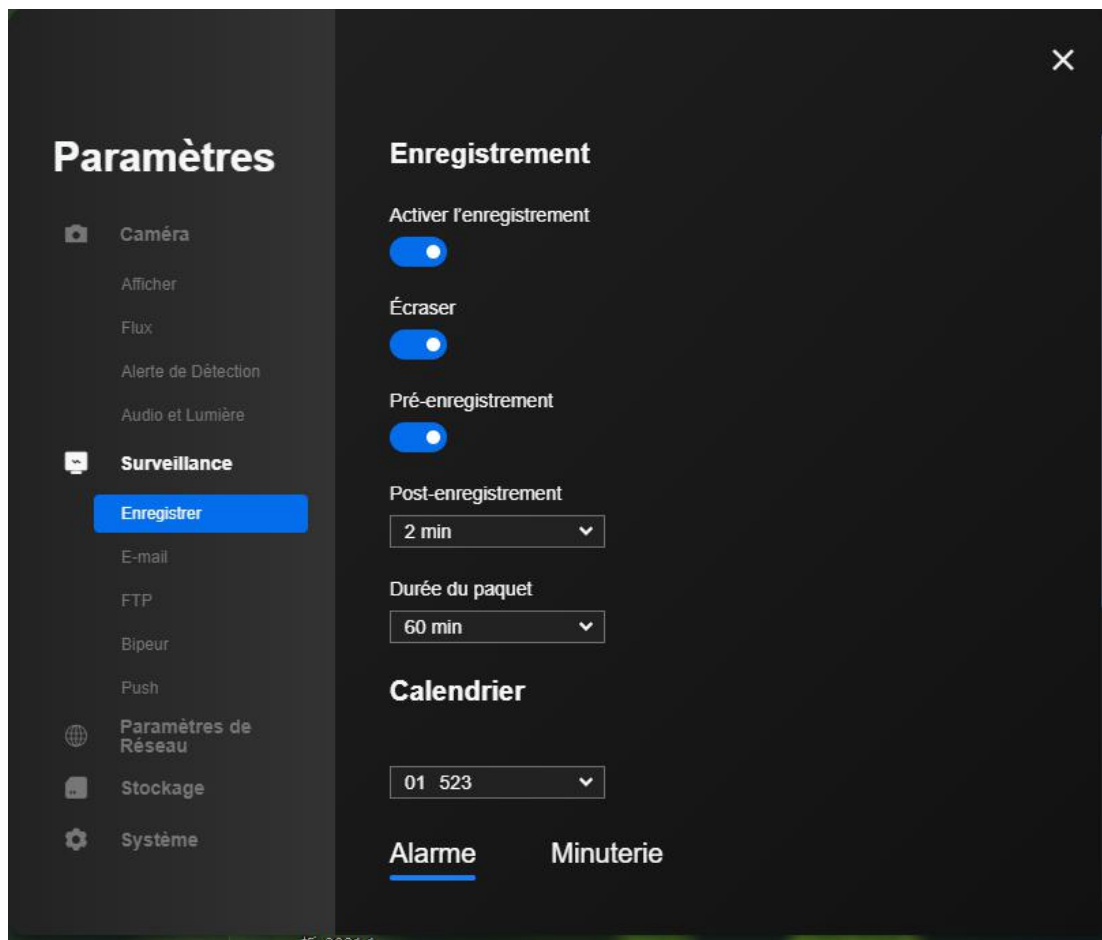 Paramètres
Caméra
Afficher
Flux
Alerte de Détection
Audio et Lumière
Surveillance
Enregistrer
E-mail
FTP
Bipeur
Push
Paramètres de
Réseau
Stockage
Système
Enregistrement
Activer l'enregistrement
Écraser
Pré-enregistrement
Post-enregistrement
2 min
Durée du paquet
60 min
Calendrier
01 523
Alarme Minuterie